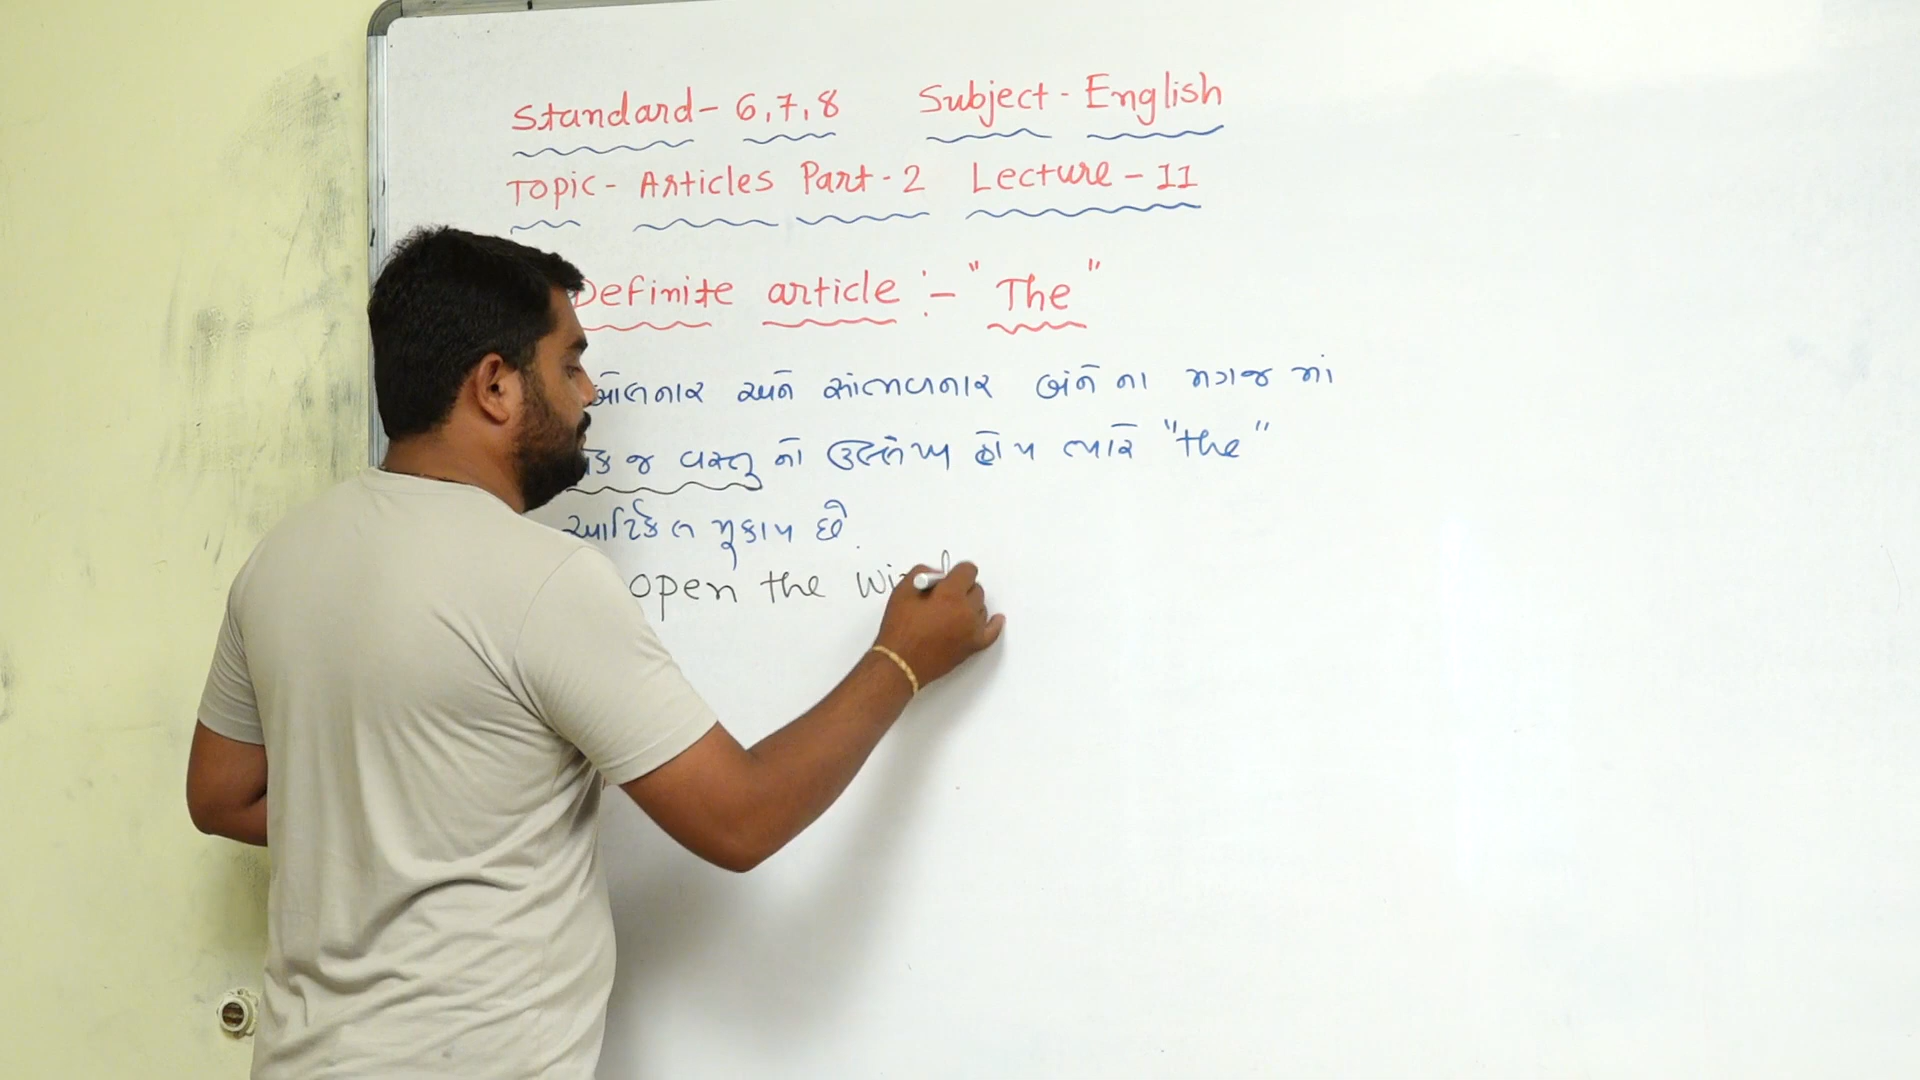 Standard- 6,7,8 Subject- English
Topic- Articles Part-2 Lecture-11
Definite article :- "The"
બોલનાર અને સાંભળનાર બંને ના મગજ માં
એક જ વસ્તુ નો ઉલ્લેખ હોય ત્યારે "the"
આર્ટિકલ મૂકાય છે.
open the